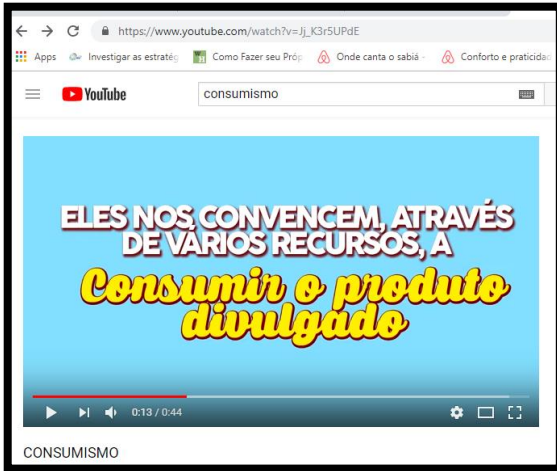 https://www.youtube.com/watch?v=Jj_K3r5UPdE
Apps Investigar as estratég Como Fazer seu Próp Onde canta o sabiá - Conforto e praticidad
YouTube consumismo
ELES NOS CONVENCEM, ATRAVÉS
DE VÁRIOS RECURSOS, A
Consumir o produto
divulgado
0:13 / 0:44
CONSUMISMO